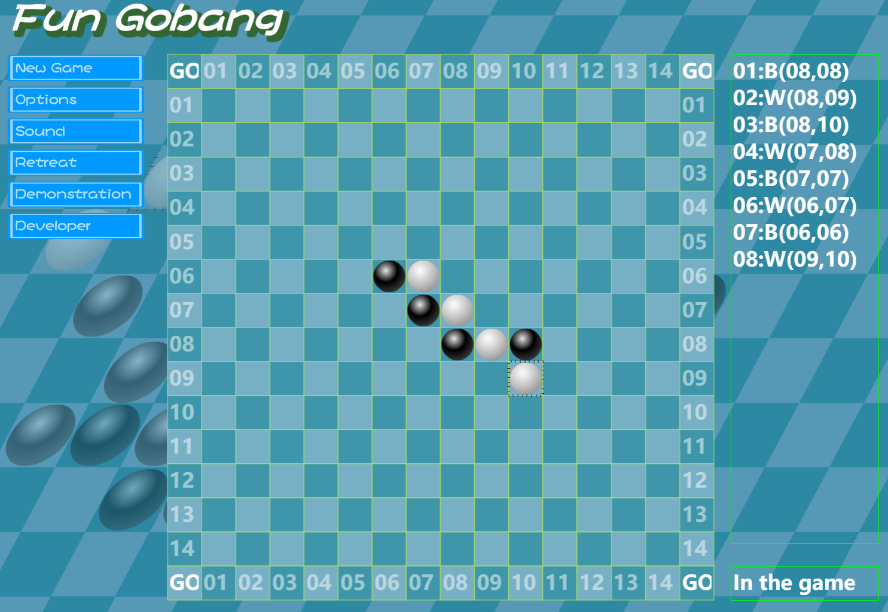 Fun Gobang
New Game
Options
Sound
Retreat
Demonstration
Developer
GO 01 02 03 04 05 06 07 08 09 10 11 12 13 14 GO
01 01
02 02
03 03
04 04
05 05
06 06
07 07
08 08
09 09
10 10
11 11
12 12
13 13
14 14
GO 01 02 03 04 05 06 07 08 09 10 11 12 13 14 GO
01:B(08,08)
02:W(08,09)
03:B(08,10)
04:W(07,08)
05:B(07,07)
06:W(06,07)
07:B(06,06)
08:W(09,10)
In the game